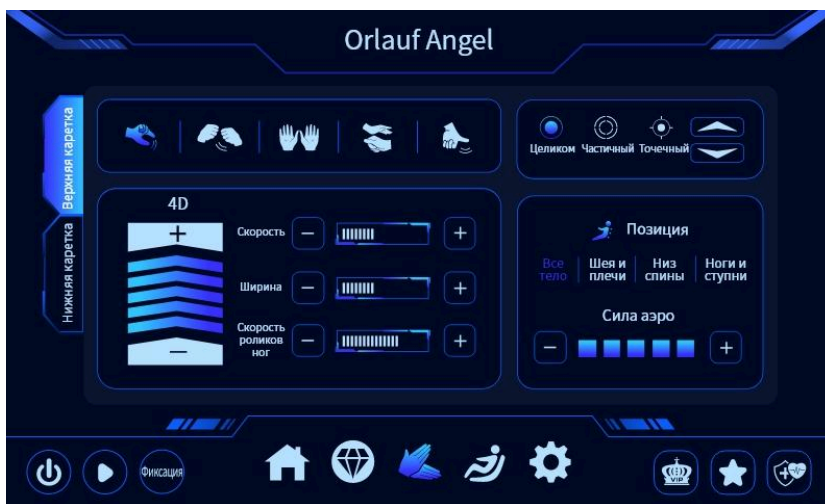 Orlauf Angel
Верхняя каретка
Нижняя каретка
Целиком Частичный Точечный
4D
+
−
Скорость − +
Ширина − +
Скорость
роликов
ног
− +
Позиция
Все
тело
Шея и
плечи
Низ
спины
Ноги и
ступни
Сила аэро
− +
Фиксация
VIP